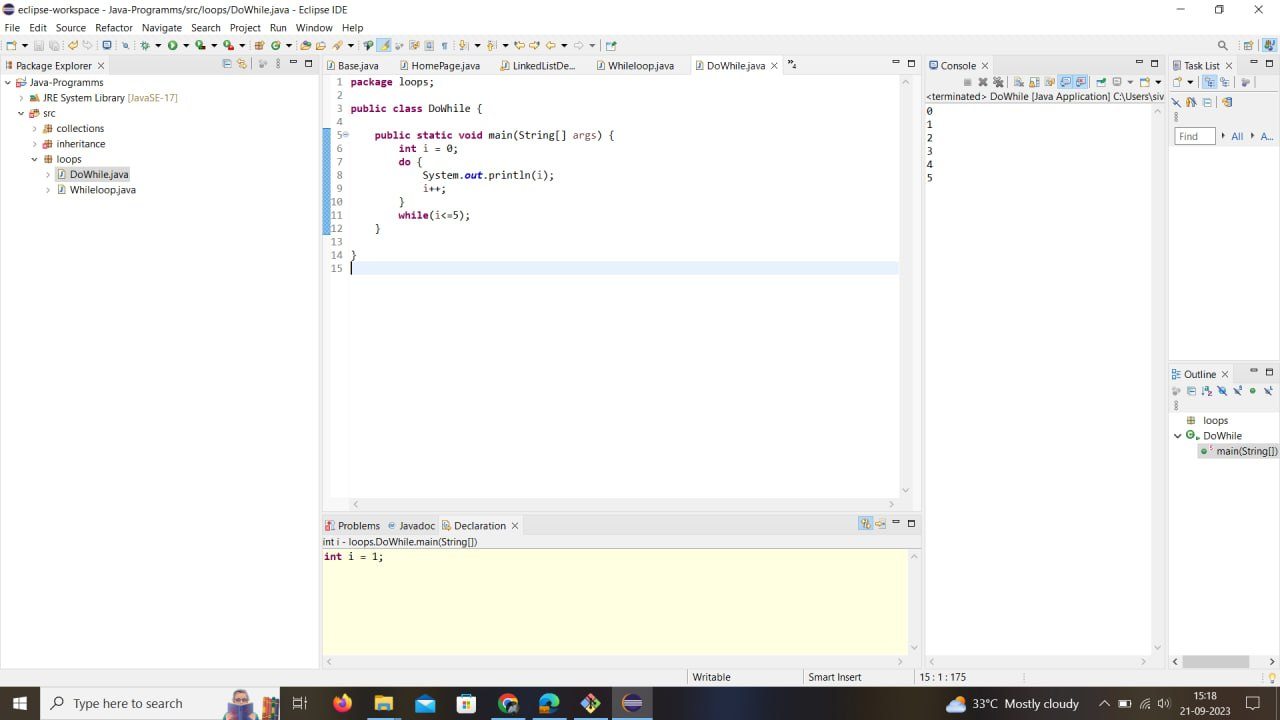 eclipse-workspace - Java-Programms/src/loops/DoWhile.java - Eclipse IDE
File Edit Source Refactor Navigate Search Project Run Window Help
Package Explorer
Java-Programms
JRE System Library [JavaSE-17]
src
collections
inheritance
loops
DoWhile.java
Whileloop.java
Base.java HomePage.java LinkedListDe... Whileloop.java DoWhile.java »4
1 package loops;
2
3 public class DoWhile {
4
5 public static void main(String[] args) {
6 int i = 0;
7 do {
8 System.out.println(i);
9 i++;
10 }
11 while(i<=5);
12 }
13
14 }
15
Problems Javadoc Declaration
int i - loops.DoWhile.main(String[])
int i = 1;
Console
<terminated> DoWhile [Java Application] C:\Users\siv
0
1
2
3
4
5
Task List
Find All A...
Outline
loops
DoWhile
main(String[])
Writable Smart Insert 15 : 1 : 175
Type here to search
33°C Mostly cloudy
15:18
21-09-2023